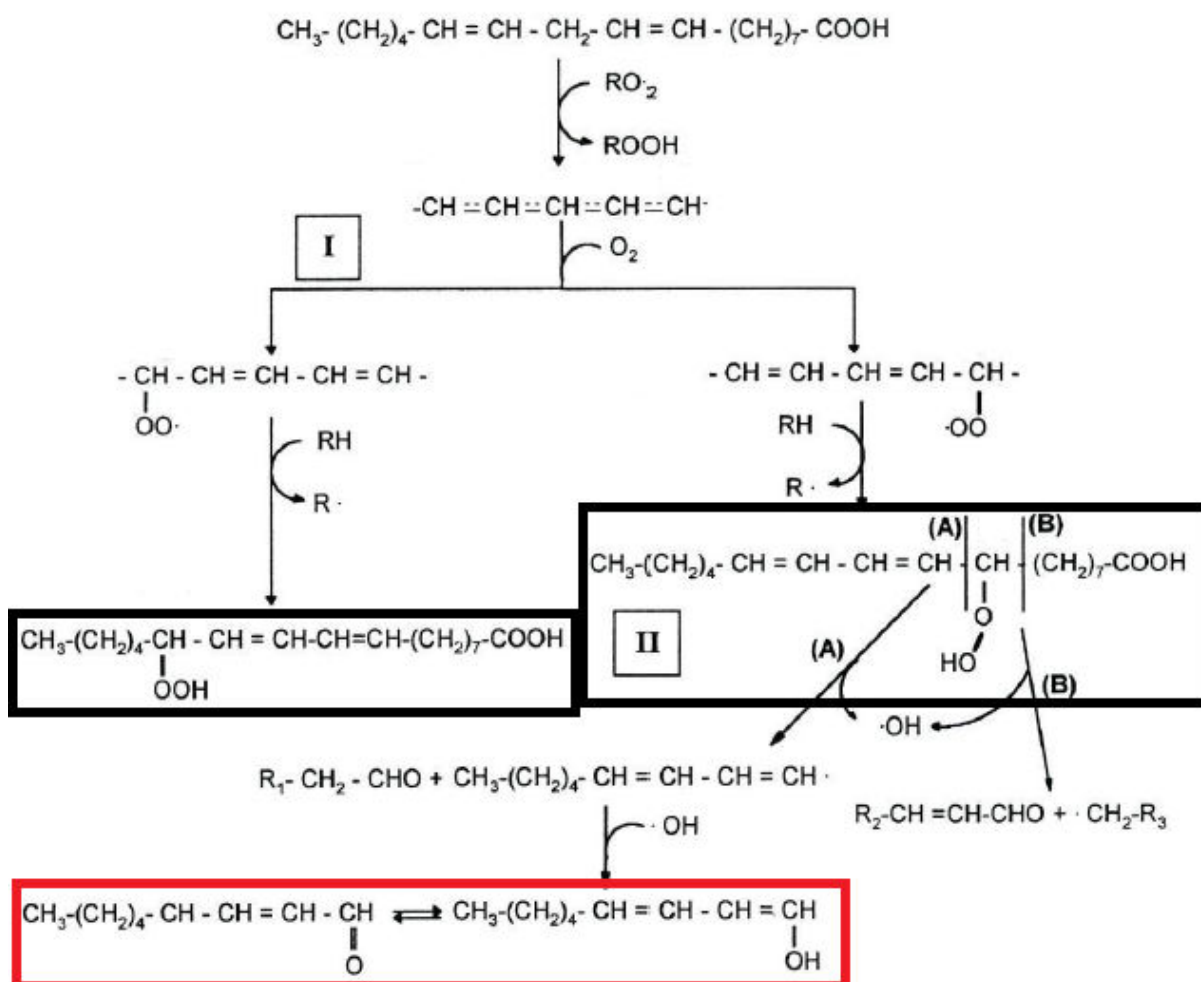 CH₃- (CH₂)₄- CH = CH - CH₂- CH = CH - (CH₂)₇- COOH
RO·₂
ROOH
-CH = CH = CH = CH = CH·
I
O₂
- CH - CH = CH - CH = CH -
OO·
- CH = CH - CH = CH - CH -
·OO
RH
R ·
RH
R ·
(A)
(B)
CH₃-(CH₂)₄- CH = CH - CH = CH - CH - (CH₂)₇- COOH
O
HO
II
(A)
(B)
CH₃-(CH₂)₄-CH - CH = CH-CH=CH-(CH₂)₇-COOH
OOH
·OH
R₁- CH₂ - CHO + CH₃-(CH₂)₄- CH = CH - CH = CH ·
R₂-CH =CH-CHO + · CH₂-R₃
· OH
CH₃-(CH₂)₄- CH - CH = CH - CH
O
CH₃-(CH₂)₄- CH = CH - CH = CH
OH